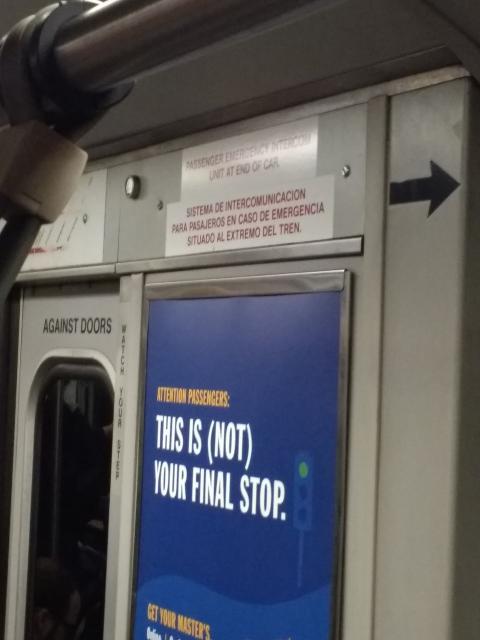 PASSENGER EMERGENCY INTERCOM
UNIT AT END OF CAR.
SISTEMA DE INTERCOMUNICACION
PARA PASAJEROS EN CASO DE EMERGENCIA
SITUADO AL EXTREMO DEL TREN.
AGAINST DOORS
WATCH YOUR STEP
ATTENTION PASSENGERS:
THIS IS (NOT)
YOUR FINAL STOP.
GET YOUR MASTER'S